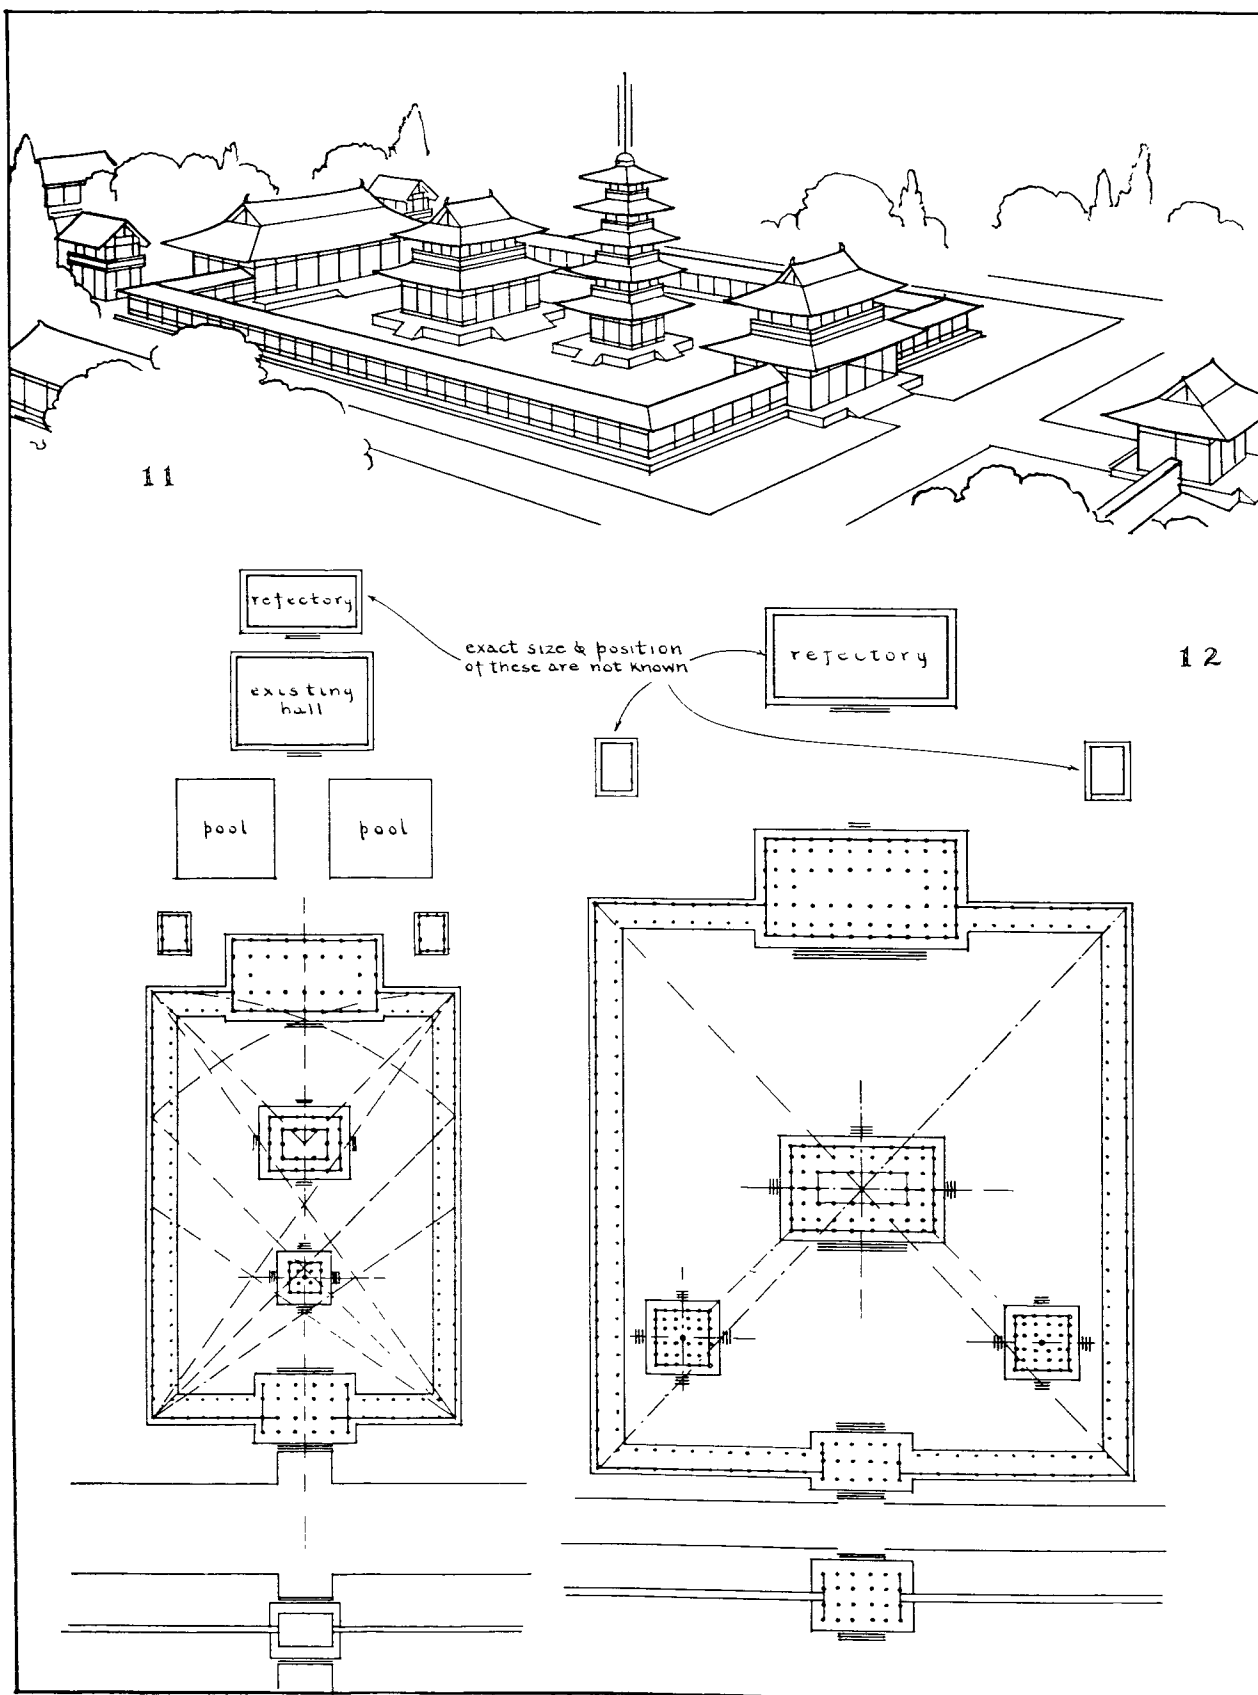 11
refectory
exact size & position
of these are not known
refectory
12
existing
hall
pool
pool